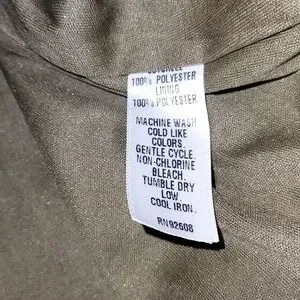 100% POLYESTER
LINING
100% POLYESTER
MACHINE WASH
COLD LIKE
COLORS.
GENTLE CYCLE.
NON-CHLORINE
BLEACH.
TUMBLE DRY
LOW.
COOL IRON.
RN92608